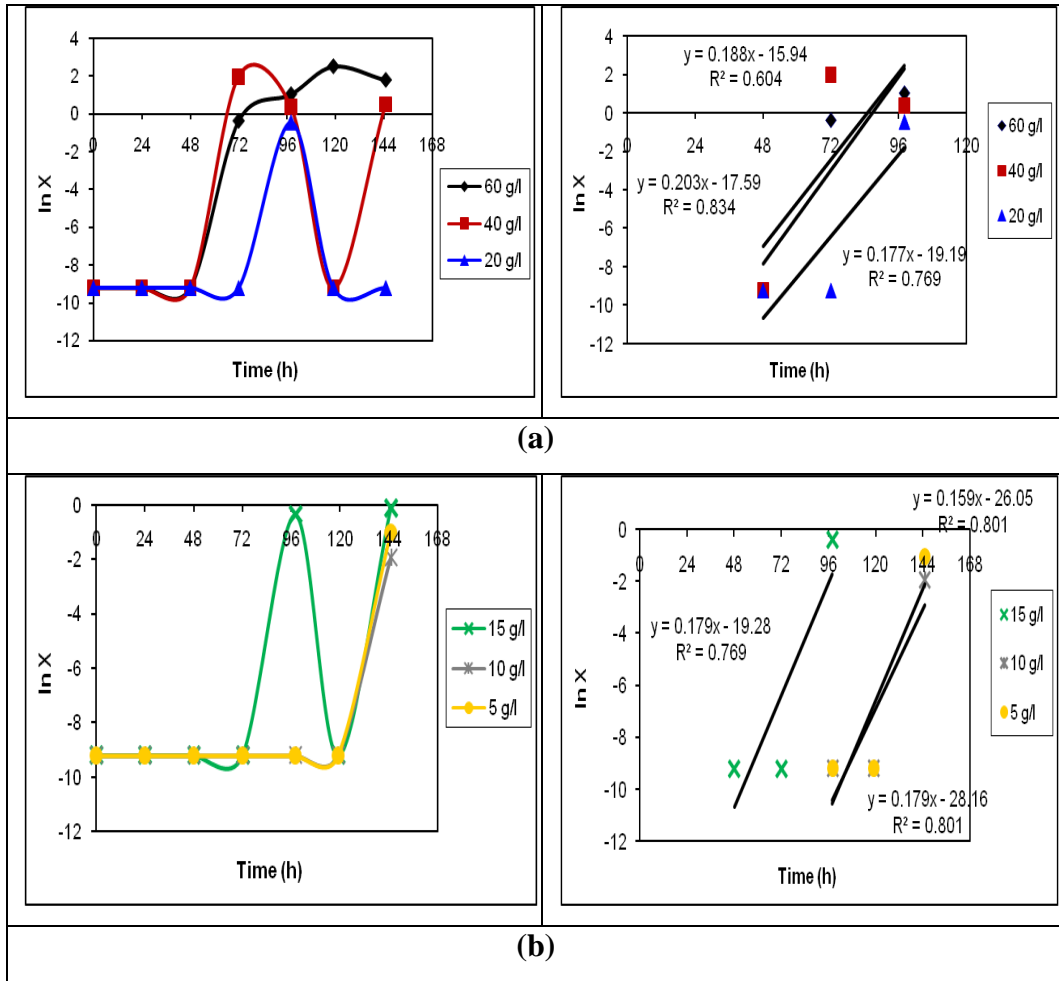 4
2
0
-2
-4
-6
-8
-10
-12
0 24 48 72 96 120 144 168
ln X
Time (h)
60 g/l
40 g/l
20 g/l
4
2
0
-2
-4
-6
-8
-10
-12
0 24 48 72 96 120
ln X
Time (h)
y = 0.188x - 15.94
R² = 0.604
y = 0.203x - 17.59
R² = 0.834
y = 0.177x - 19.19
R² = 0.769
60 g/l
40 g/l
20 g/l
(a)
0
-2
-4
-6
-8
-10
-12
0 24 48 72 96 120 144 168
ln X
Time (h)
15 g/l
10 g/l
5 g/l
0
-2
-4
-6
-8
-10
-12
0 24 48 72 96 120 144 168
ln X
Time (h)
y = 0.159x - 26.05
R² = 0.801
y = 0.179x - 19.28
R² = 0.769
y = 0.179x - 28.16
R² = 0.801
15 g/l
10 g/l
5 g/l
(b)